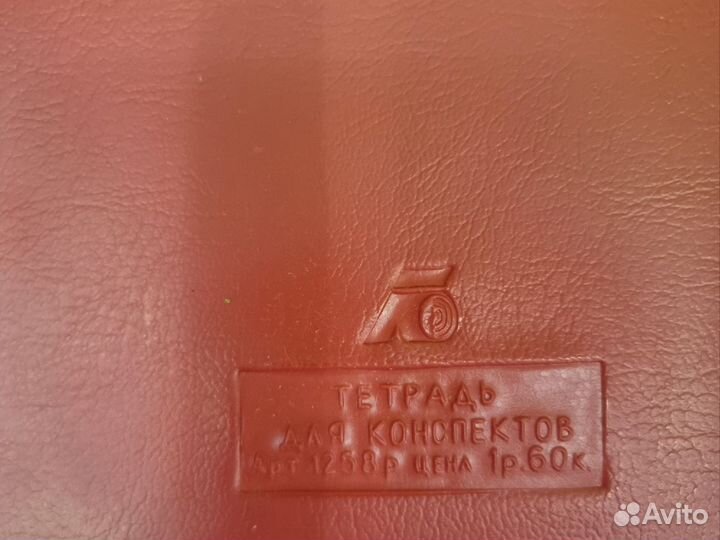 ТЕТРАДЬ
ДЛЯ КОНСПЕКТОВ
Арт 1258р ЦЕНА 1р.60к.
Avito